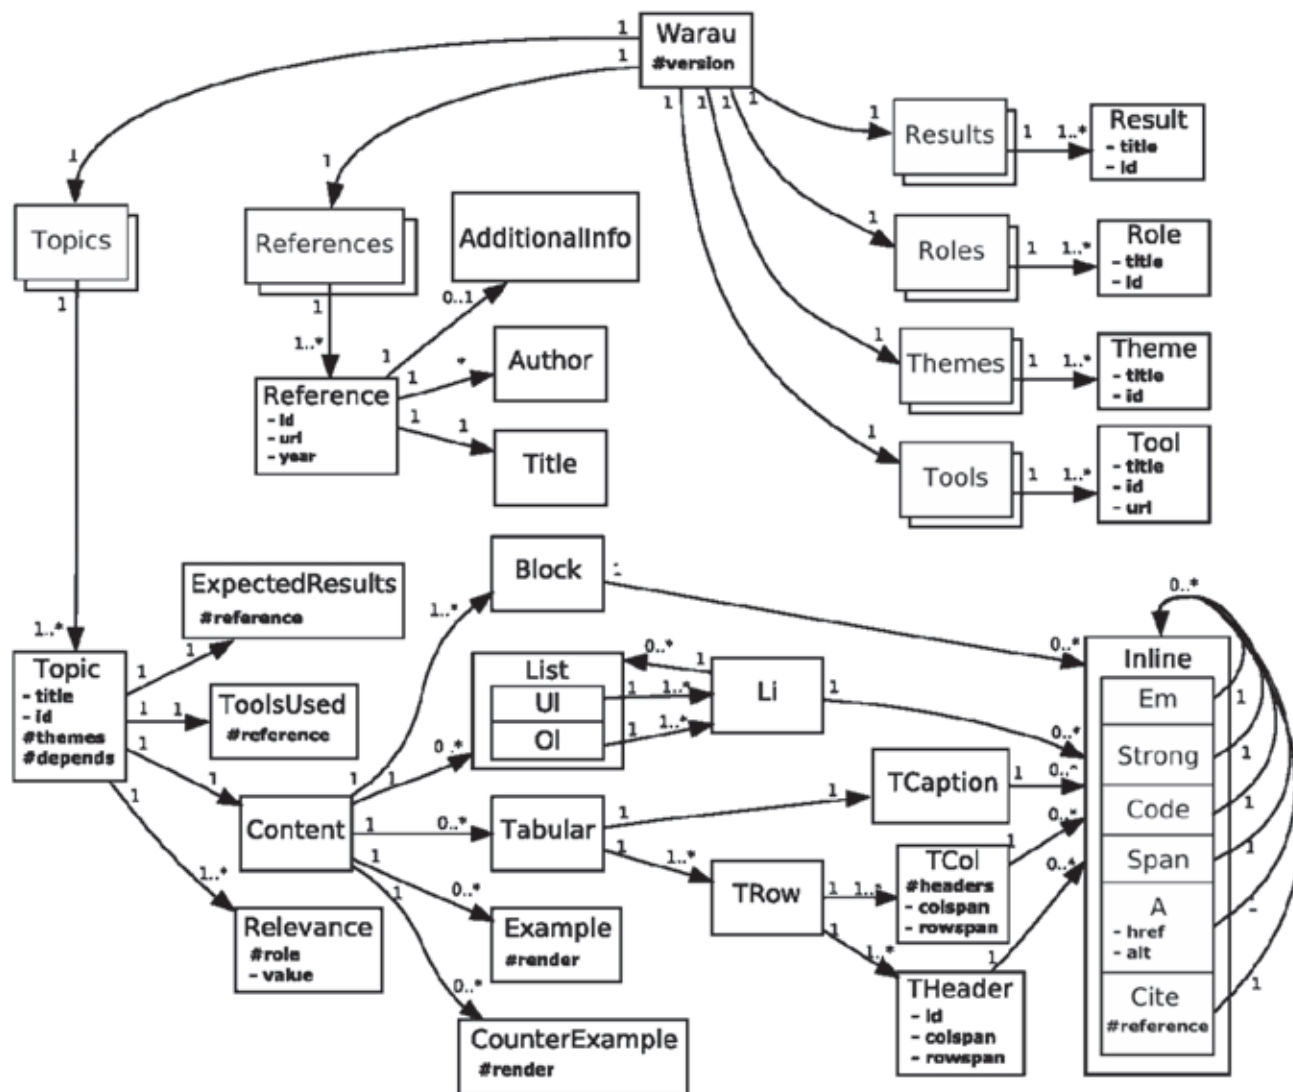 Warau
#version
1
1
1
1
1
1
1
1
1
1
1
1
Results
1
1..*
Result
- title
- id
Topics
1
References
1
AdditionalInfo
0..1
1
Roles
1
1..*
Role
- title
- id
1..*
Reference
- id
- url
- year
1
*
Author
1
1
Title
Themes
1
1..*
Theme
- title
- id
Tools
1
1..*
Tool
- title
- id
- url
1..*
Topic
- title
- id
#themes
#depends
1
1
ExpectedResults
#reference
1
1
ToolsUsed
#reference
1
1
Content
1
1..*
Relevance
#role
- value
1
1..*
Block
1
0..*
1
0..*
List
Ul
Ol
0..*
1
1
1..*
1
1..*
Li
1
0..*
1
0..*
Tabular
1
1
TCaption
1
1
1..*
TRow
1
TCol
#headers
- colspan
- rowspan
1
0..*
1
1..*
THeader
- id
- colspan
- rowspan
1
1
0..*
Example
#render
1
0..*
CounterExample
#render
0..*
Inline
Em
1
Strong
1
Code
1
Span
1
A
- href
- alt
Cite
#reference
1